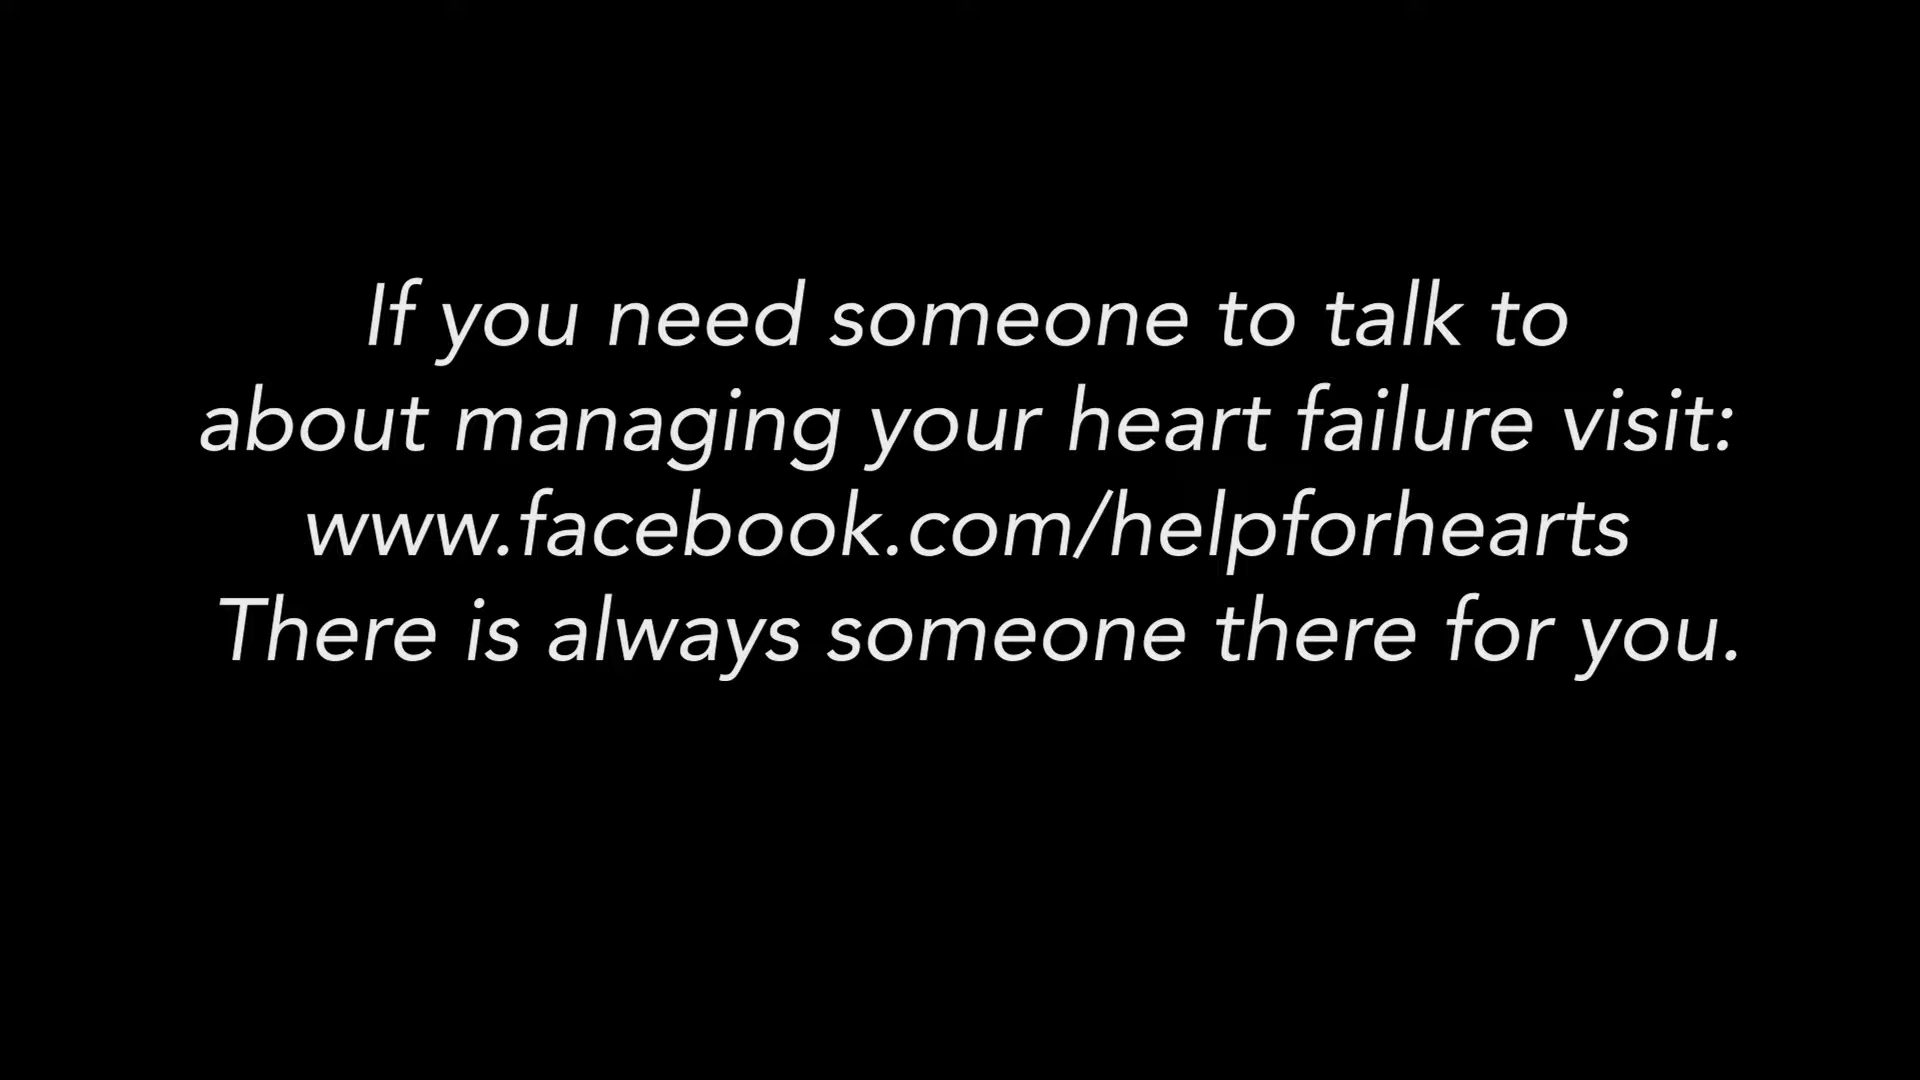 If you need someone to talk to
about managing your heart failure visit:
www.facebook.com/helpforhearts
There is always someone there for you.